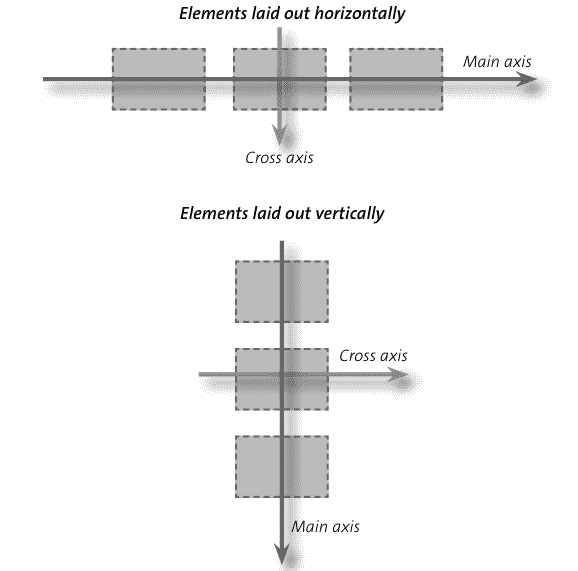 Elements laid out horizontally
Main axis
Cross axis
Elements laid out vertically
Cross axis
Main axis